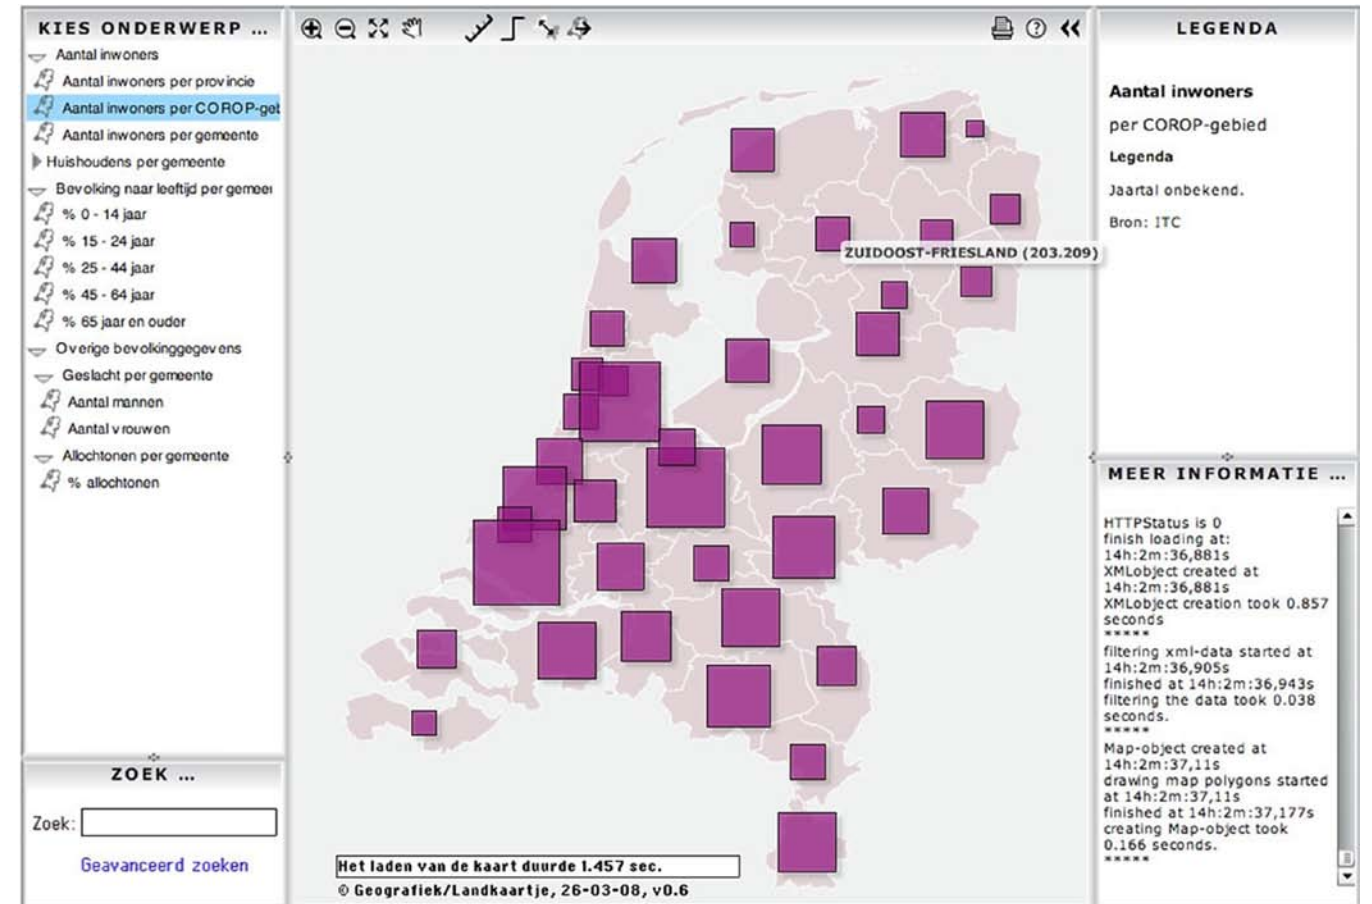 KIES ONDERWERP ...
Aantal inwoners
Aantal inwoners per provincie
Aantal inwoners per COROP-gebi
Aantal inwoners per gemeente
Huishoudens per gemeente
Bevolking naar leeftijd per gemeen
% 0 - 14 jaar
% 15 - 24 jaar
% 25 - 44 jaar
% 45 - 64 jaar
% 65 jaar en ouder
Overige bevolkinggegevens
Geslacht per gemeente
Aantal mannen
Aantal vrouwen
Allochtonen per gemeente
% allochtonen
ZOEK ...
Zoek:
Geavanceerd zoeken
ZUIDOOST-FRIESLAND (203.209)
Het laden van de kaart duurde 1.457 sec.
© Geografiek/Landkaartje, 26-03-08, v0.6
LEGENDA
Aantal inwoners
per COROP-gebied
Legenda
Jaartal onbekend.
Bron: ITC
MEER INFORMATIE ...
HTTPStatus is 0
finish loading at:
14h:2m:36,881s
XMLobject created at
14h:2m:36,881s
XMLobject creation took 0.857
seconds
*****
filtering xml-data started at
14h:2m:36,905s
finished at 14h:2m:36,943s
filtering the data took 0.038
seconds.
*****
Map-object created at
14h:2m:37,11s
drawing map polygons started
at 14h:2m:37,11s
finished at 14h:2m:37,177s
creating Map-object took
0.166 seconds.
*****